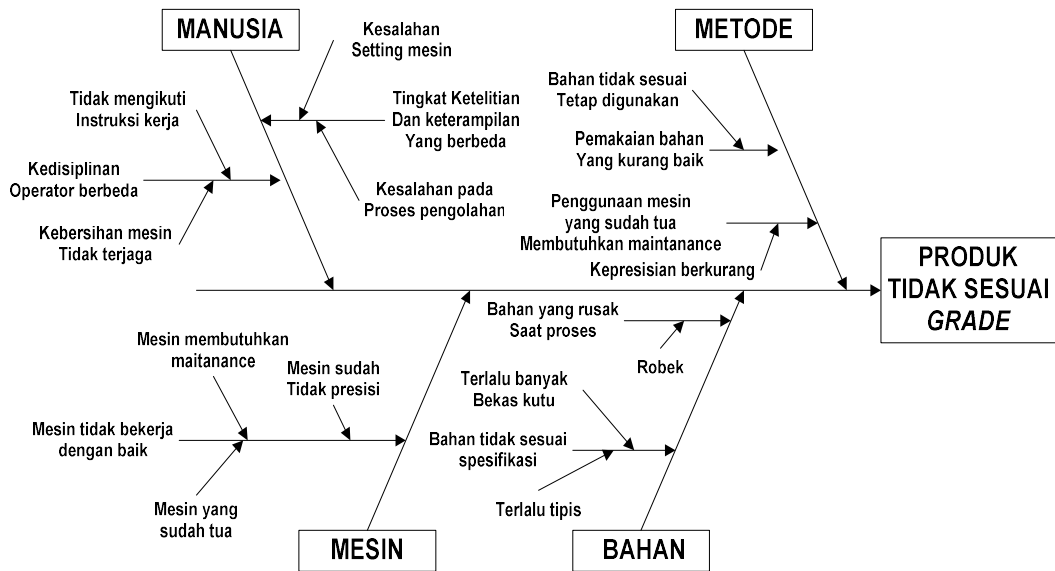 MANUSIA
METODE
Kesalahan
Setting mesin
Tidak mengikuti
Instruksi kerja
Tingkat Ketelitian
Dan keterampilan
Yang berbeda
Kedisiplinan
Operator berbeda
Kesalahan pada
Proses pengolahan
Kebersihan mesin
Tidak terjaga
Bahan tidak sesuai
Tetap digunakan
Pemakaian bahan
Yang kurang baik
Penggunaan mesin
yang sudah tua
Membutuhkan maintanance
Kepresisian berkurang
PRODUK
TIDAK SESUAI
GRADE
Mesin membutuhkan
maitanance
Mesin sudah
Tidak presisi
Mesin tidak bekerja
dengan baik
Mesin yang
sudah tua
Bahan yang rusak
Saat proses
Robek
Terlalu banyak
Bekas kutu
Bahan tidak sesuai
spesifikasi
Terlalu tipis
MESIN
BAHAN